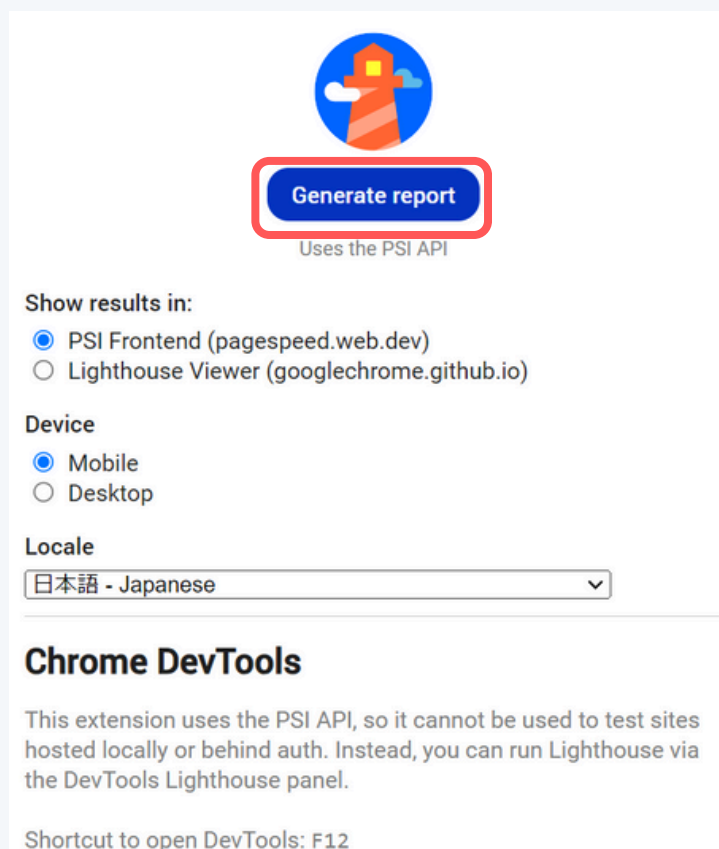 Generate report
Uses the PSI API
Show results in:
PSI Frontend (pagespeed.web.dev)
Lighthouse Viewer (googlechrome.github.io)
Device
Mobile
Desktop
Locale
日本語 - Japanese
Chrome DevTools
This extension uses the PSI API, so it cannot be used to test sites
hosted locally or behind auth. Instead, you can run Lighthouse via
the DevTools Lighthouse panel.
Shortcut to open DevTools: F12